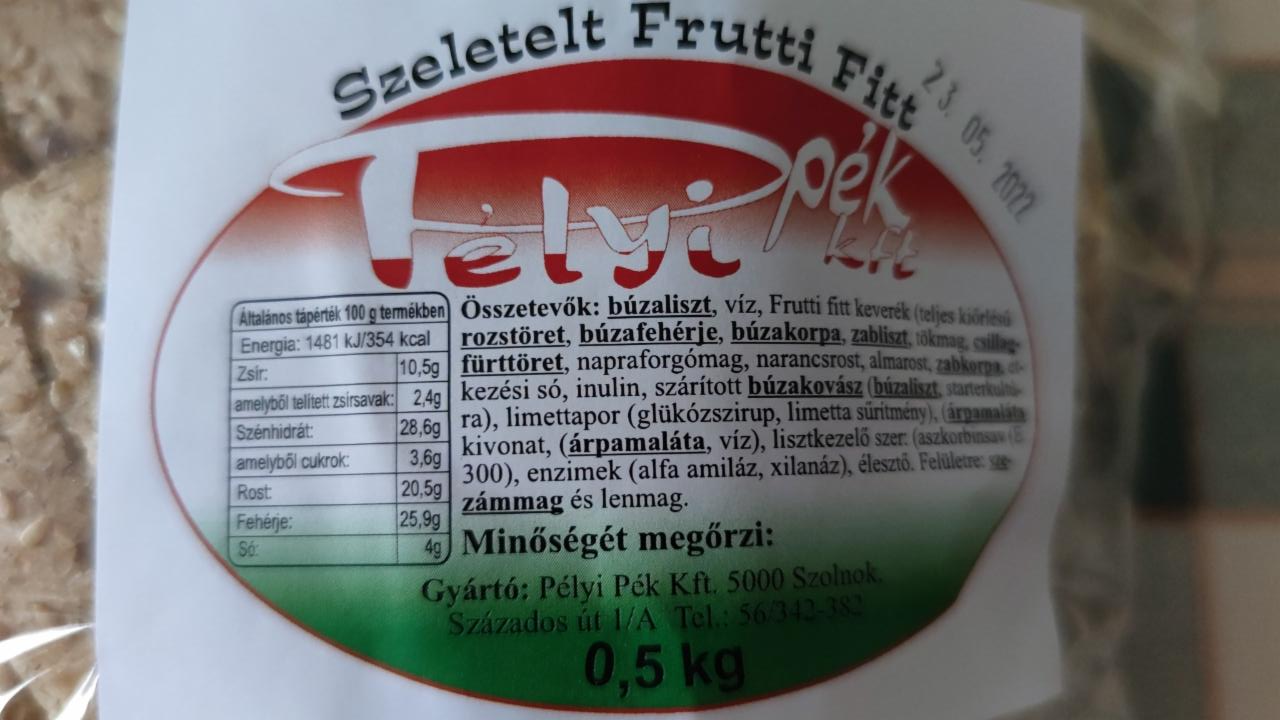 Szeletelt Frutti Fitt
23. 05. 2022
Pélyi pék
kft
Általános tápérték 100 g termékben
Energia: 1481 kJ/354 kcal
Zsír: 10,5g
amelyből telített zsírsavak: 2,4g
Szénhidrát: 28,6g
amelyből cukrok: 3,6g
Rost: 20,5g
Fehérje: 25,9g
Só: 4g
Összetevők: búzaliszt, víz, Frutti fitt keverék (teljes kiőrlésű
rozstöret, búzafehérje, búzakorpa, zabliszt, tökmag, csillag-
fürttöret, napraforgómag, narancsrost, almarost, zabkorpa, ét-
kezési só, inulin, szárított búzakovász (búzaliszt, starterkultú-
ra), limettapor (glükózszirup, limetta sűrítmény), (árpamaláta
kivonat, (árpamaláta, víz), lisztkezelő szer: (aszkorbinsav (E
300), enzimek (alfa amiláz, xilanáz), élesztő. Felületre: sze-
zámmag és lenmag.
Minőségét megőrzi:
Gyártó: Pélyi Pék Kft. 5000 Szolnok,
Százados út 1/A Tel.: 56/342-382
0,5 kg